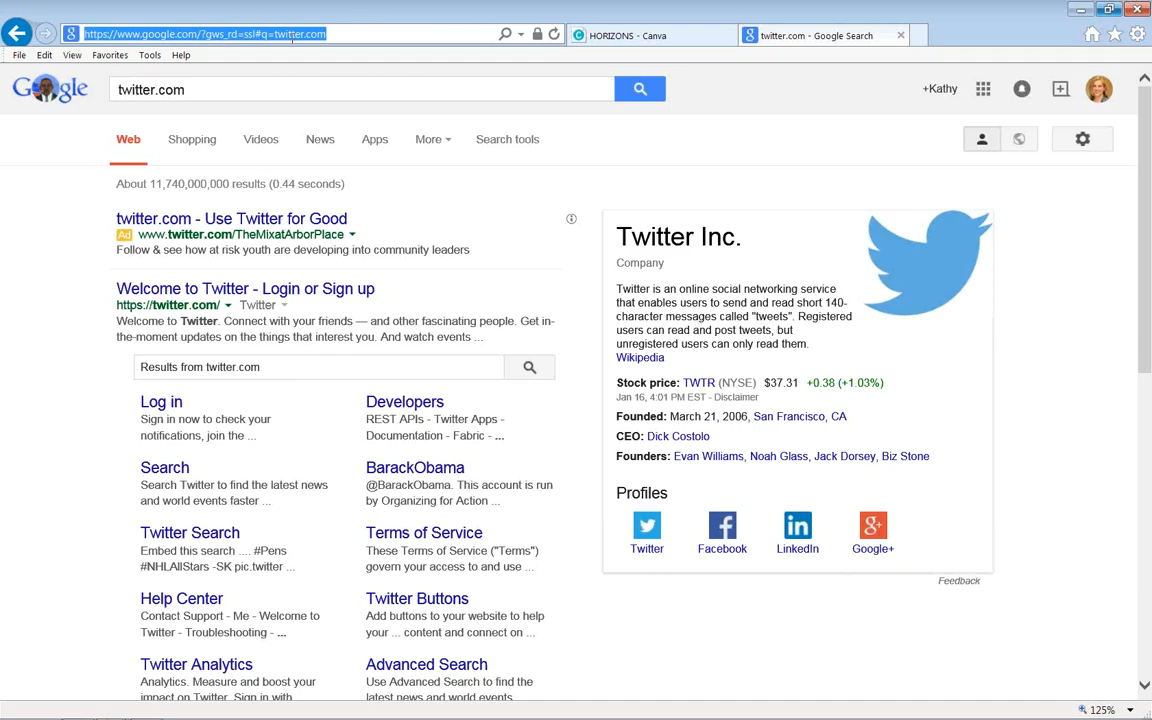 https://www.google.com/?gws_rd=ssl#q=twitter.com
HORIZONS - Canva
twitter.com - Google Search
File Edit View Favorites Tools Help
Google
twitter.com
+Kathy
Web Shopping Videos News Apps More Search tools
About 11,740,000,000 results (0.44 seconds)
twitter.com - Use Twitter for Good
Ad www.twitter.com/TheMixatArborPlace
Follow & see how at risk youth are developing into community leaders
Welcome to Twitter - Login or Sign up
https://twitter.com/ Twitter
Welcome to Twitter. Connect with your friends — and other fascinating people. Get in-
the-moment updates on the things that interest you. And watch events ...
Results from twitter.com
Log in
Sign in now to check your
notifications, join the ...
Developers
REST APIs - Twitter Apps -
Documentation - Fabric - ...
Search
Search Twitter to find the latest news
and world events faster ...
BarackObama
@BarackObama. This account is run
by Organizing for Action ...
Twitter Search
Embed this search .... #Pens
#NHLAllStars -SK pic.twitter ...
Terms of Service
These Terms of Service ("Terms")
govern your access to and use ...
Help Center
Contact Support - Me - Welcome to
Twitter - Troubleshooting - ...
Twitter Buttons
Add buttons to your website to help
your ... content and connect on ...
Twitter Analytics
Analytics. Measure and boost your
impact on Twitter. Sign in with
Advanced Search
Use Advanced Search to find the
latest news and world events
Twitter Inc.
Company
Twitter is an online social networking service
that enables users to send and read short 140-
character messages called "tweets". Registered
users can read and post tweets, but
unregistered users can only read them.
Wikipedia
Stock price: TWTR (NYSE) $37.31 +0.38 (+1.03%)
Jan 16, 4:01 PM EST - Disclaimer
Founded: March 21, 2006, San Francisco, CA
CEO: Dick Costolo
Founders: Evan Williams, Noah Glass, Jack Dorsey, Biz Stone
Profiles
Twitter Facebook LinkedIn Google+
Feedback
125%